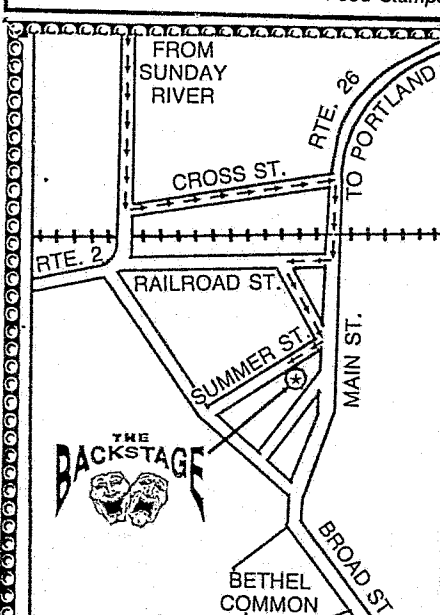 FROM
SUNDAY
RIVER
RTE. 26
TO PORTLAND
CROSS ST.
RTE. 2
RAILROAD ST.
SUMMER ST.
MAIN ST.
THE
BACKSTAGE
BROAD ST
BETHEL
COMMON